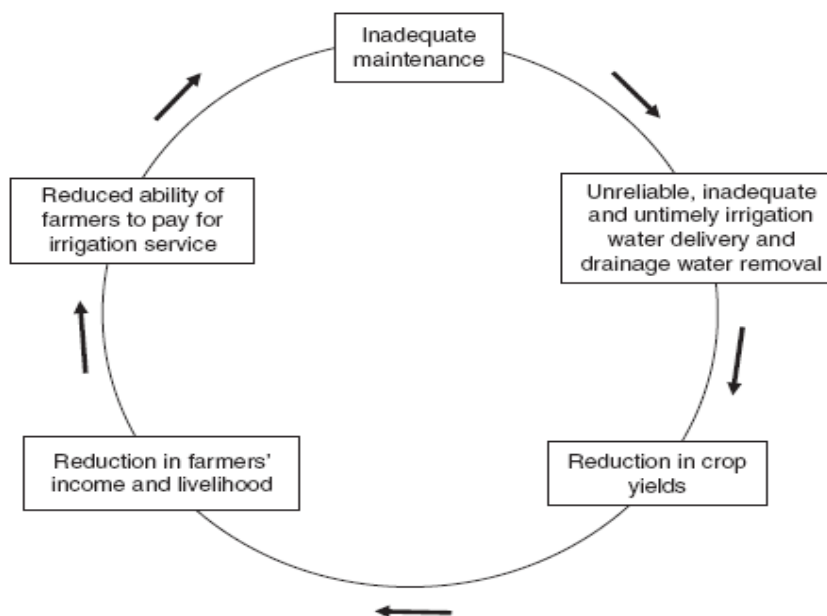 Inadequate
maintenance
Unreliable, inadequate
and untimely irrigation
water delivery and
drainage water removal
Reduction in crop
yields
Reduction in farmers'
income and livelihood
Reduced ability of
farmers to pay for
irrigation service